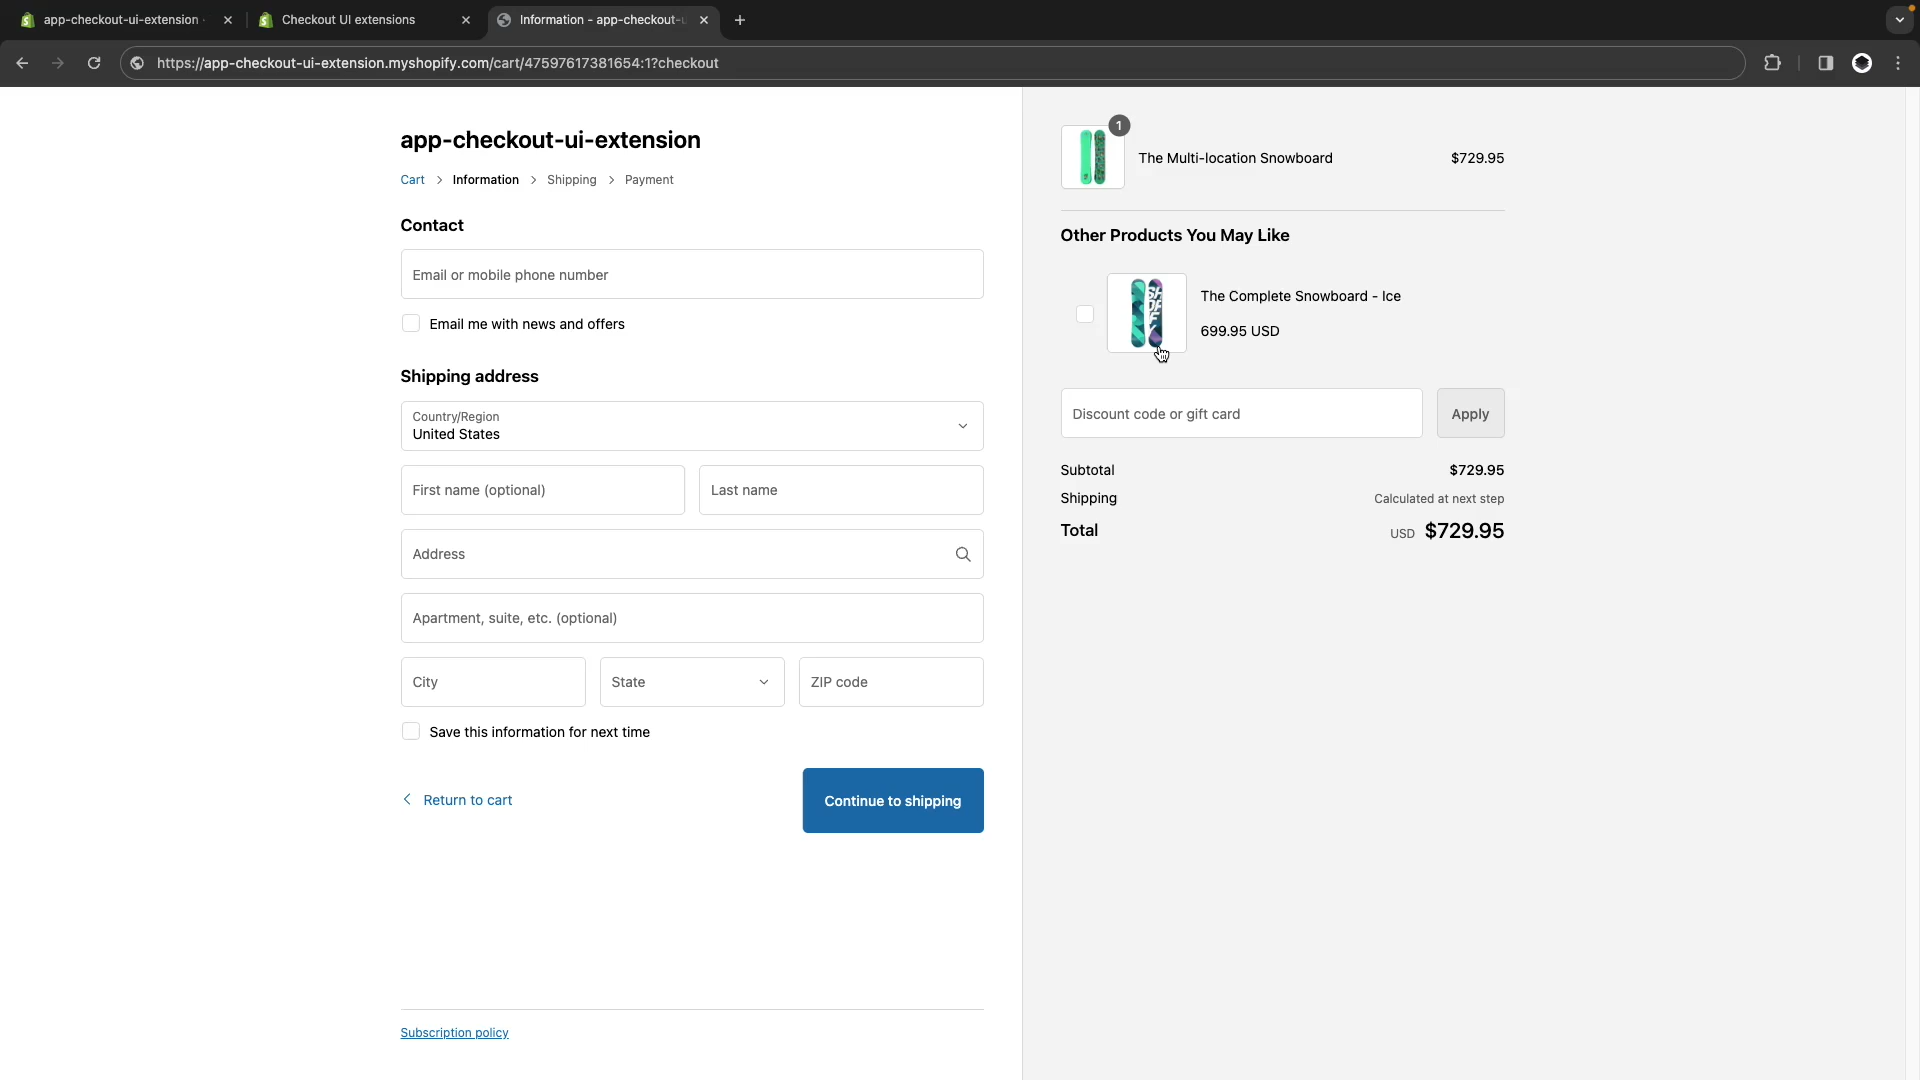 app-checkout-ui-extension
Checkout UI extensions
Information - app-checkout-
https://app-checkout-ui-extension.myshopify.com/cart/47597617381654:1?checkout
app-checkout-ui-extension
Cart > Information > Shipping > Payment
Contact
Email or mobile phone number
Email me with news and offers
Shipping address
Country/Region
United States
First name (optional)
Last name
Address
Apartment, suite, etc. (optional)
City
State
ZIP code
Save this information for next time
Return to cart
Continue to shipping
Subscription policy
1
The Multi-location Snowboard
$729.95
Other Products You May Like
The Complete Snowboard - Ice
699.95 USD
Discount code or gift card
Apply
Subtotal
$729.95
Shipping
Calculated at next step
Total
USD $729.95